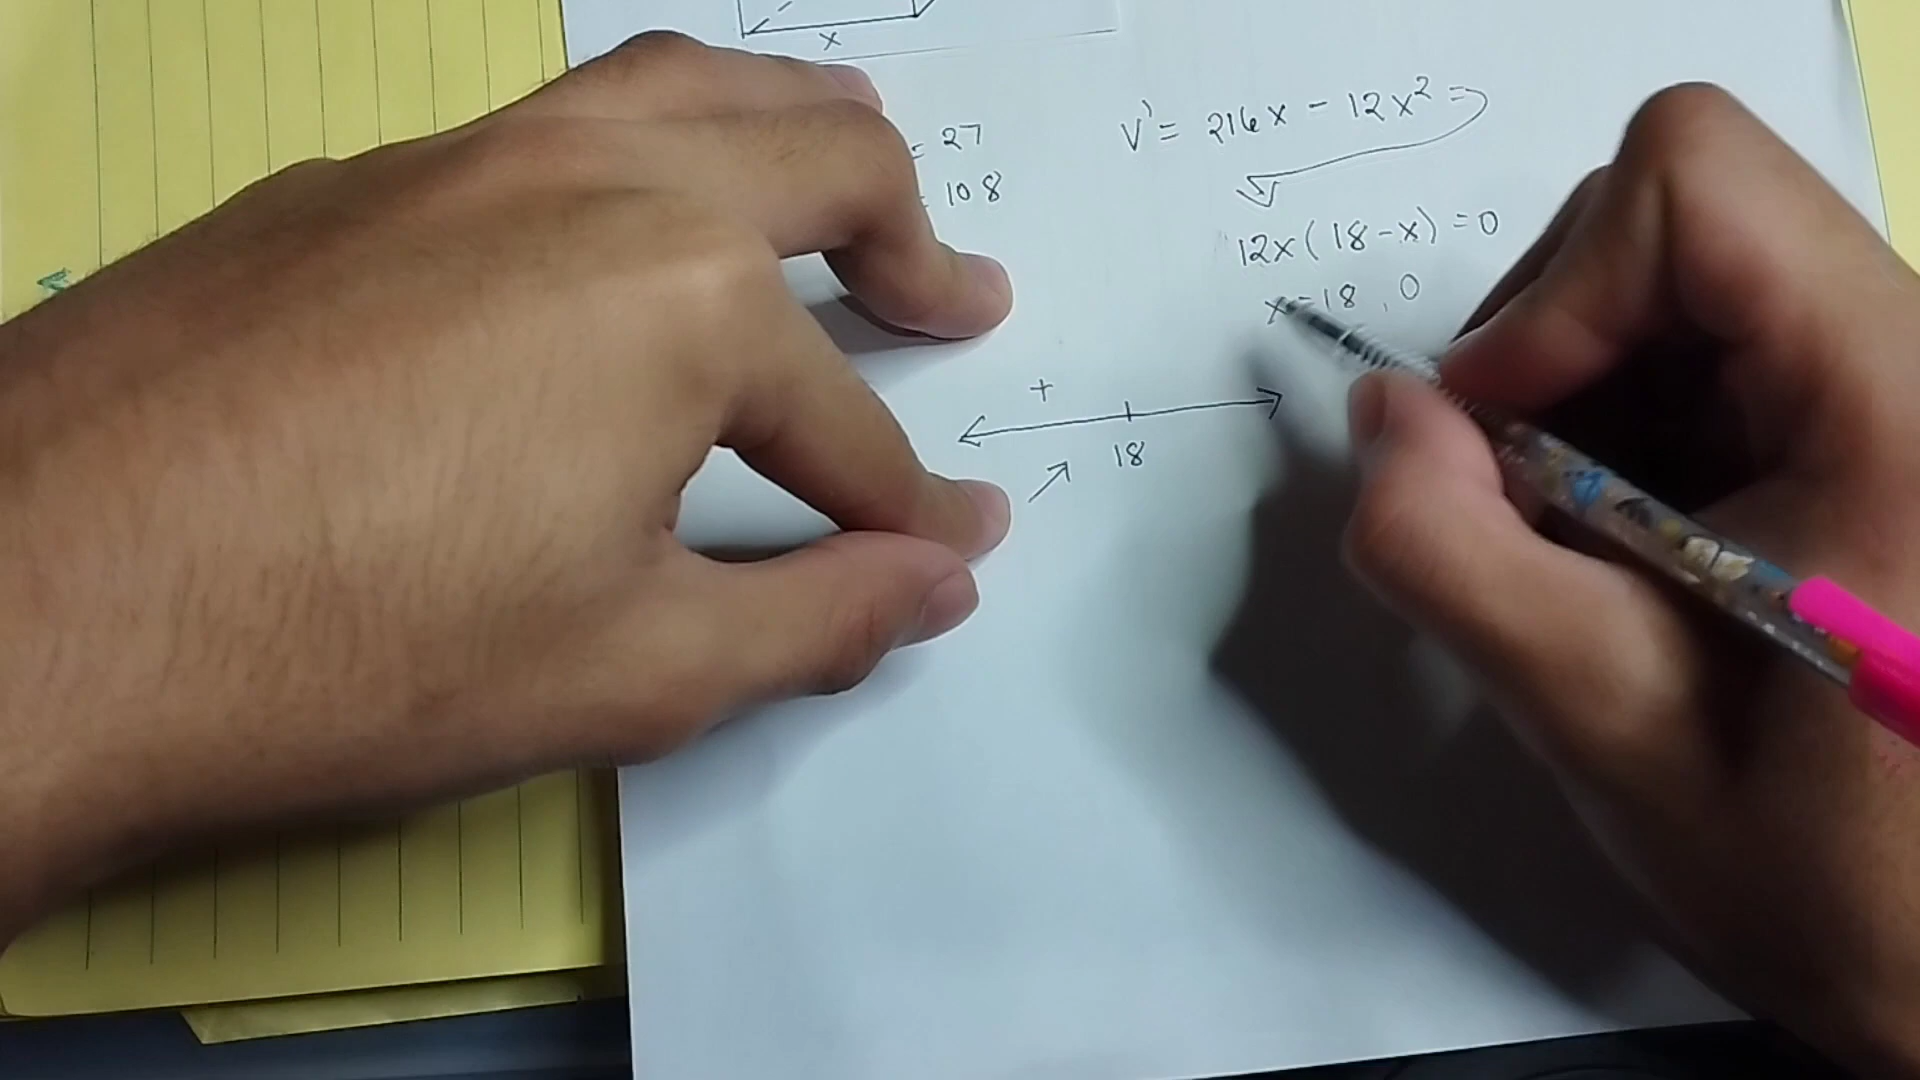 x
= 27
= 108
V' = 216x - 12x² =
12x(18-x) = 0
x = 18, 0
+
18